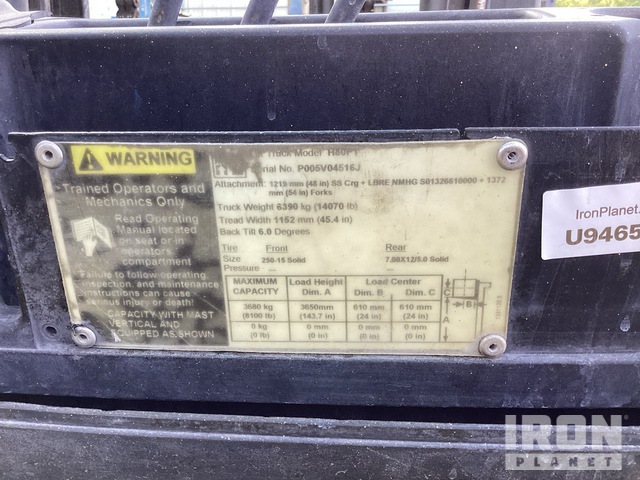 WARNING
Trained Operators and
Mechanics Only
Read Operating
Manual located
on seat or in
operators
compartment
Failure to follow operating,
inspection, and maintenance
instructions can cause
serious injury or death!
CAPACITY WITH MAST
VERTICAL AND
EQUIPPED AS SHOWN
Truck Model H80FT
Serial No. P005V04516J
Attachment: 1219 mm (48 in) SS Crg + LBRE NMHG S01326610000 + 1372
mm (54 in) Forks
Truck Weight 6390 kg (14070 lb)
Tread Width 1152 mm (45.4 in)
Back Tilt 6.0 Degrees
Tire Front Rear
Size 250-15 Solid 7.00X12/5.0 Solid
Pressure --- ---
MAXIMUM CAPACITY Load Height Dim. A Load Center Dim. B Dim. C
3680 kg (8100 lb) 3650mm (143.7 in) 610 mm (24 in) 610 mm (24 in)
0 kg (0 lb) 0 mm (0 in) 0 mm (0 in) 0 mm (0 in)
C
B
A
IronPlanet.
U9465
IRON
PLANET